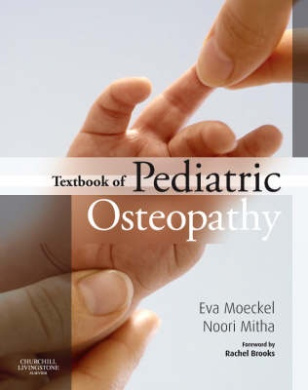 Textbook of Pediatric
Osteopathy
Eva Moeckel
Noori Mitha
Foreword by
Rachel Brooks
CHURCHILL
LIVINGSTONE
ELSEVIER